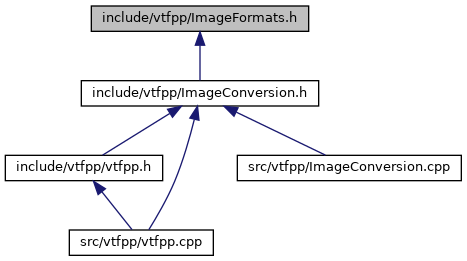 include/vtfpp/ImageFormats.h
include/vtfpp/ImageConversion.h
include/vtfpp/vtfpp.h
src/vtfpp/ImageConversion.cpp
src/vtfpp/vtfpp.cpp